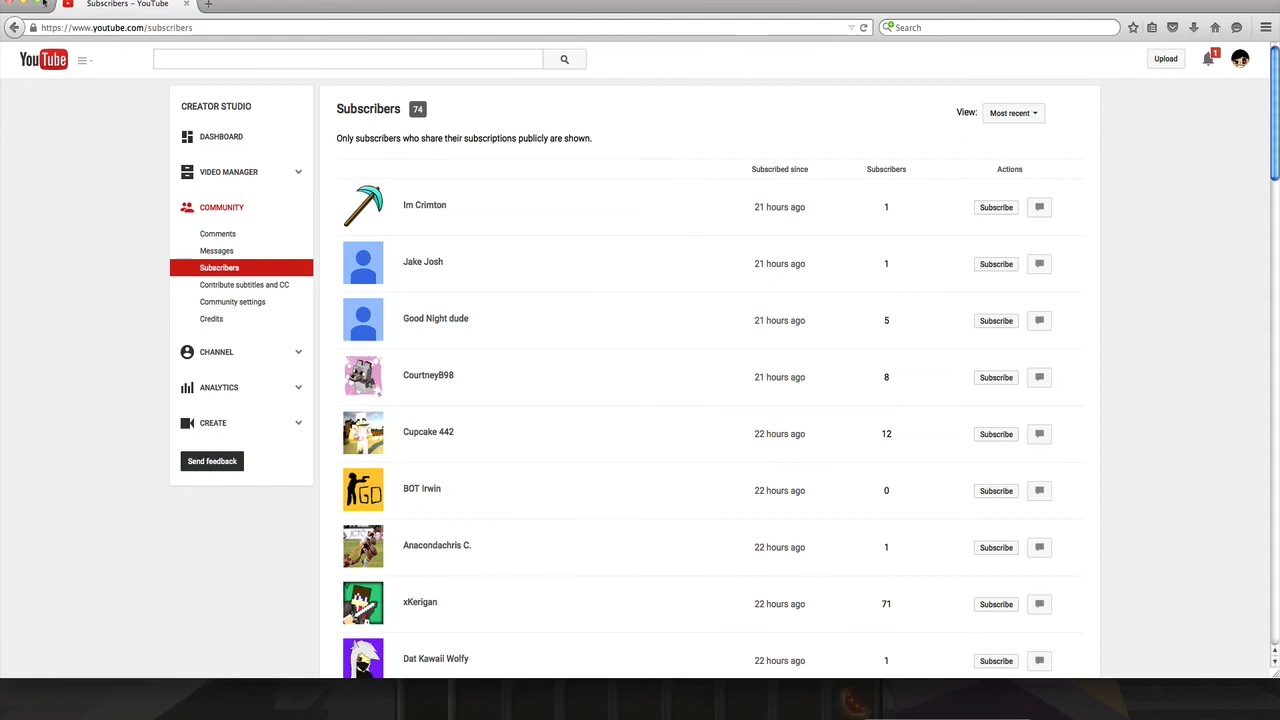 Subscribers – YouTube
https://www.youtube.com/subscribers
Search
YouTube
Upload
1
CREATOR STUDIO
DASHBOARD
VIDEO MANAGER
COMMUNITY
Comments
Messages
Subscribers
Contribute subtitles and CC
Community settings
Credits
CHANNEL
ANALYTICS
CREATE
Send feedback
Subscribers 74
View: Most recent
Only subscribers who share their subscriptions publicly are shown.
Subscribed since Subscribers Actions
Im Crimton 21 hours ago 1 Subscribe
Jake Josh 21 hours ago 1 Subscribe
Good Night dude 21 hours ago 5 Subscribe
CourtneyB98 21 hours ago 8 Subscribe
Cupcake 442 22 hours ago 12 Subscribe
GD
BOT Irwin 22 hours ago 0 Subscribe
Anacondachris C. 22 hours ago 1 Subscribe
xKerigan 22 hours ago 71 Subscribe
Dat Kawaii Wolfy 22 hours ago 1 Subscribe